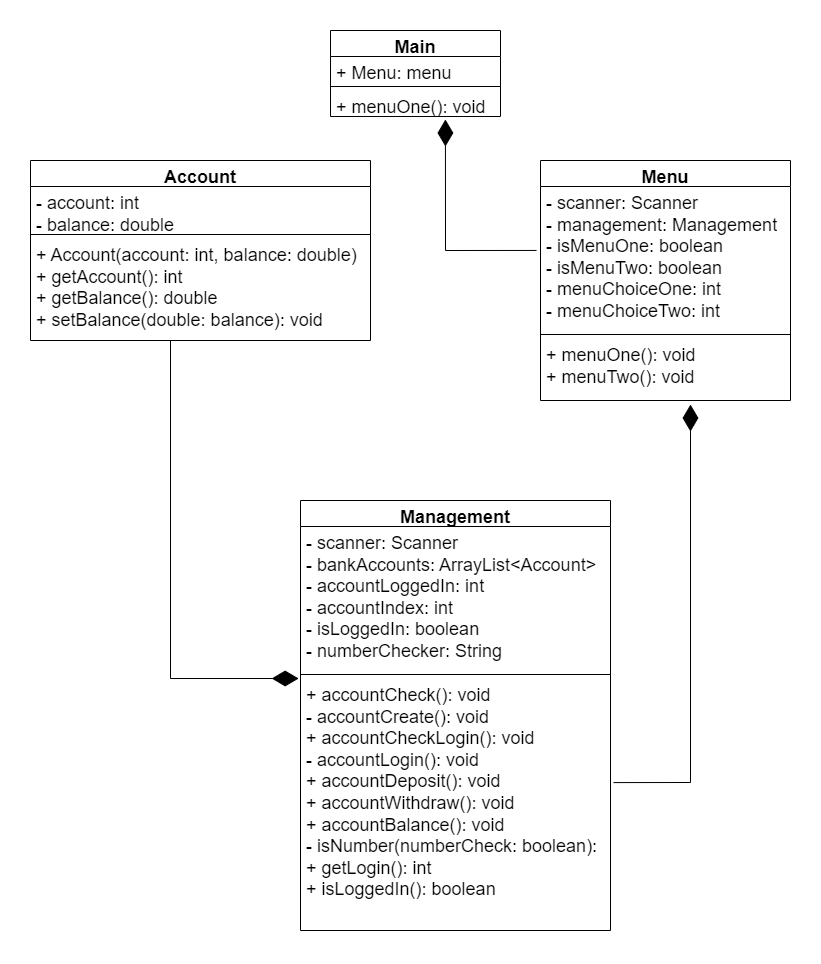 Main
+ Menu: menu
+ menuOne(): void
Account
- account: int
- balance: double
+ Account(account: int, balance: double)
+ getAccount(): int
+ getBalance(): double
+ setBalance(double: balance): void
Menu
- scanner: Scanner
- management: Management
- isMenuOne: boolean
- isMenuTwo: boolean
- menuChoiceOne: int
- menuChoiceTwo: int
+ menuOne(): void
+ menuTwo(): void
Management
- scanner: Scanner
- bankAccounts: ArrayList<Account>
- accountLoggedIn: int
- accountIndex: int
- isLoggedIn: boolean
- numberChecker: String
+ accountCheck(): void
- accountCreate(): void
+ accountCheckLogin(): void
- accountLogin(): void
+ accountDeposit(): void
+ accountWithdraw(): void
+ accountBalance(): void
- isNumber(numberCheck: boolean):
+ getLogin(): int
+ isLoggedIn(): boolean